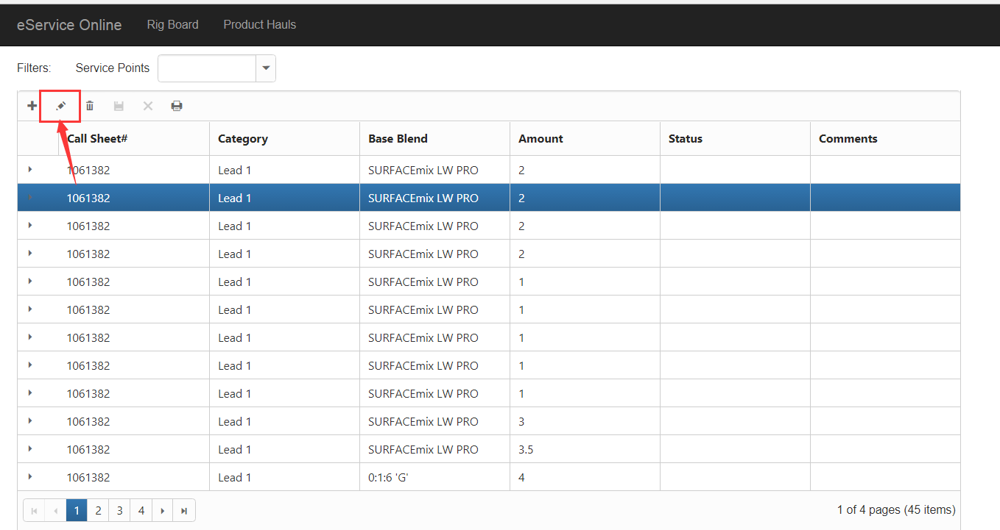 eService Online Rig Board Product Hauls
Filters: Service Points
Call Sheet# Category Base Blend Amount Status Comments
1061382 Lead 1 SURFACEmix LW PRO 2
1061382 Lead 1 SURFACEmix LW PRO 2
1061382 Lead 1 SURFACEmix LW PRO 2
1061382 Lead 1 SURFACEmix LW PRO 2
1061382 Lead 1 SURFACEmix LW PRO 1
1061382 Lead 1 SURFACEmix LW PRO 1
1061382 Lead 1 SURFACEmix LW PRO 1
1061382 Lead 1 SURFACEmix LW PRO 1
1061382 Lead 1 SURFACEmix LW PRO 1
1061382 Lead 1 SURFACEmix LW PRO 3
1061382 Lead 1 SURFACEmix LW PRO 3.5
1061382 Lead 1 0:1:6 'G' 4
1 2 3 4 1 of 4 pages (45 items)